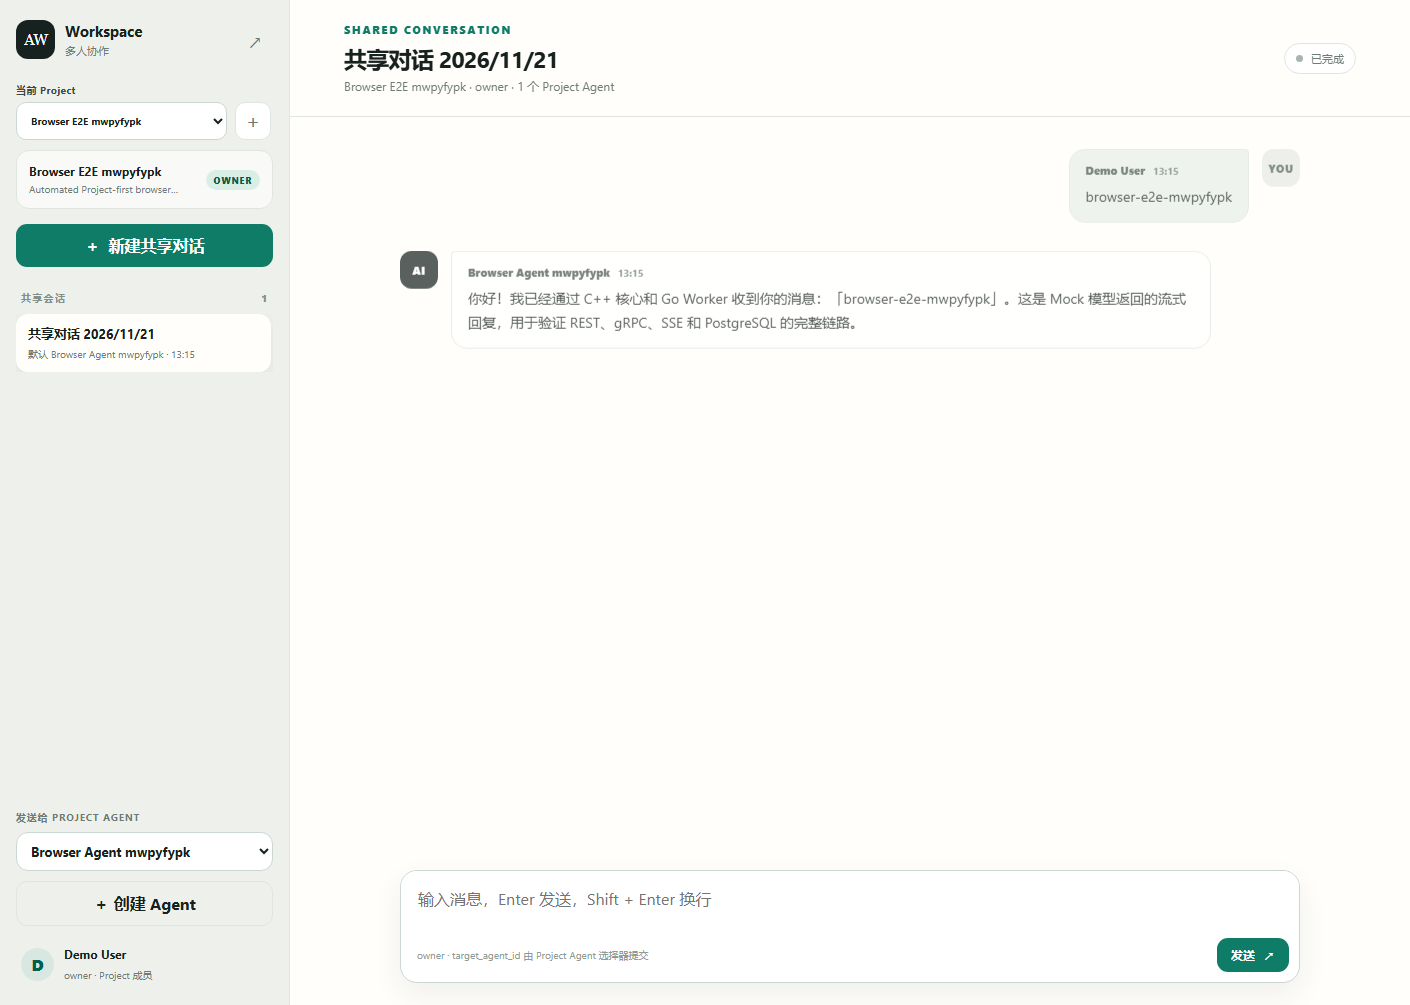 AW
Workspace
多人协作
↗
当前 Project
Browser E2E mwpyfypk
+
Browser E2E mwpyfypk
Automated Project-first browser...
OWNER
+ 新建共享对话
共享会话 1
共享对话 2026/11/21
默认 Browser Agent mwpyfypk · 13:15
发送给 PROJECT AGENT
Browser Agent mwpyfypk
+ 创建 Agent
D
Demo User
owner · Project 成员
SHARED CONVERSATION
共享对话 2026/11/21
Browser E2E mwpyfypk · owner · 1 个 Project Agent
已完成
Demo User 13:15
browser-e2e-mwpyfypk
YOU
AI
Browser Agent mwpyfypk 13:15
你好！我已经通过 C++ 核心和 Go Worker 收到你的消息：「browser-e2e-mwpyfypk」。这是 Mock 模型返回的流式
回复，用于验证 REST、gRPC、SSE 和 PostgreSQL 的完整链路。
输入消息，Enter 发送，Shift + Enter 换行
owner · target_agent_id 由 Project Agent 选择器提交
发送 ↗